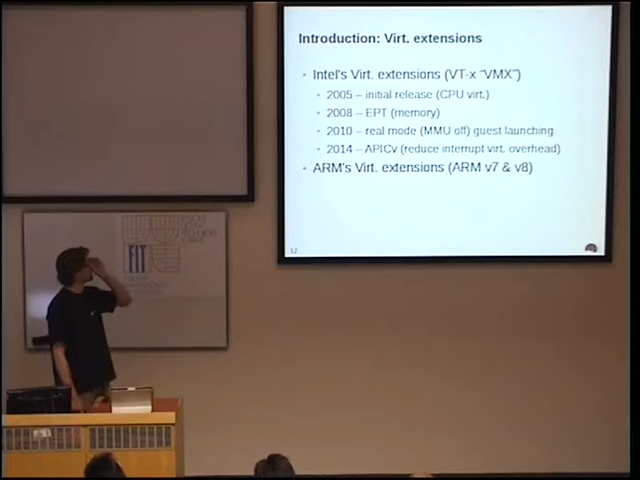 Introduction: Virt. extensions
Intel's Virt. extensions (VT-x "VMX")
2005 – initial release (CPU virt.)
2008 – EPT (memory)
2010 – real mode (MMU off) guest launching
2014 – APICv (reduce interrupt virt. overhead)
ARM's Virt. extensions (ARM v7 & v8)
12
FIT